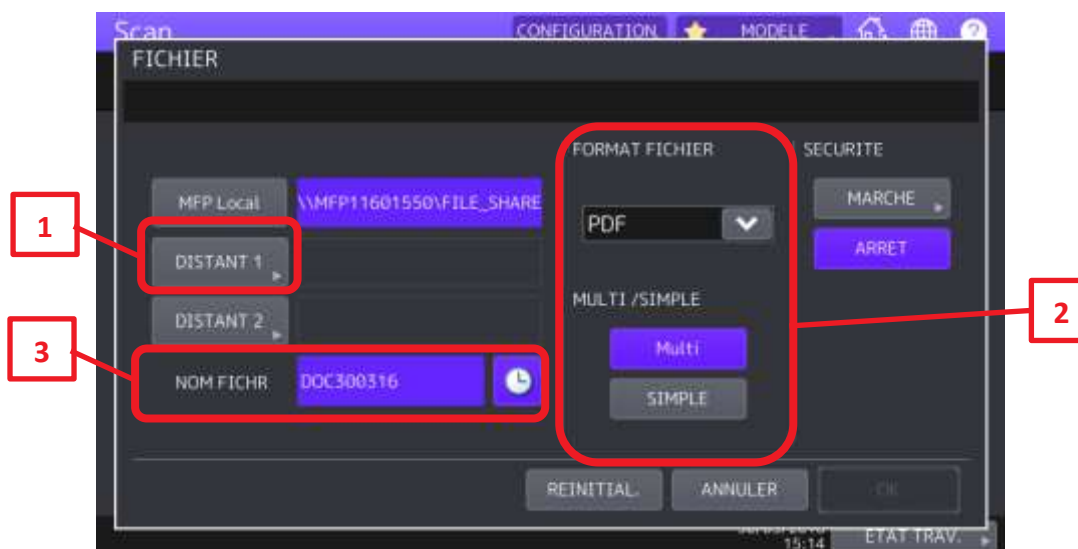 Scan CONFIGURATION MODELE
FICHIER
FORMAT FICHIER SECURITE
MFP Local \\MFP11601550\FILE_SHARE MARCHE
PDF
1
DISTANT 1 ARRET
MULTI /SIMPLE
2
DISTANT 2
Multi
3
NOM FICHR DOC300316
SIMPLE
REINITIAL. ANNULER OK
15:14 ETAT TRAV.